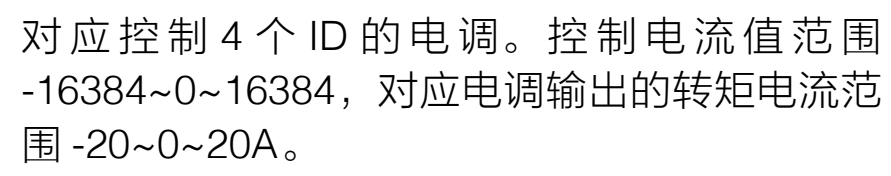 对应控制 4 个 ID 的电调。控制电流值范围
-16384~0~16384，对应电调输出的转矩电流范
围 -20~0~20A。